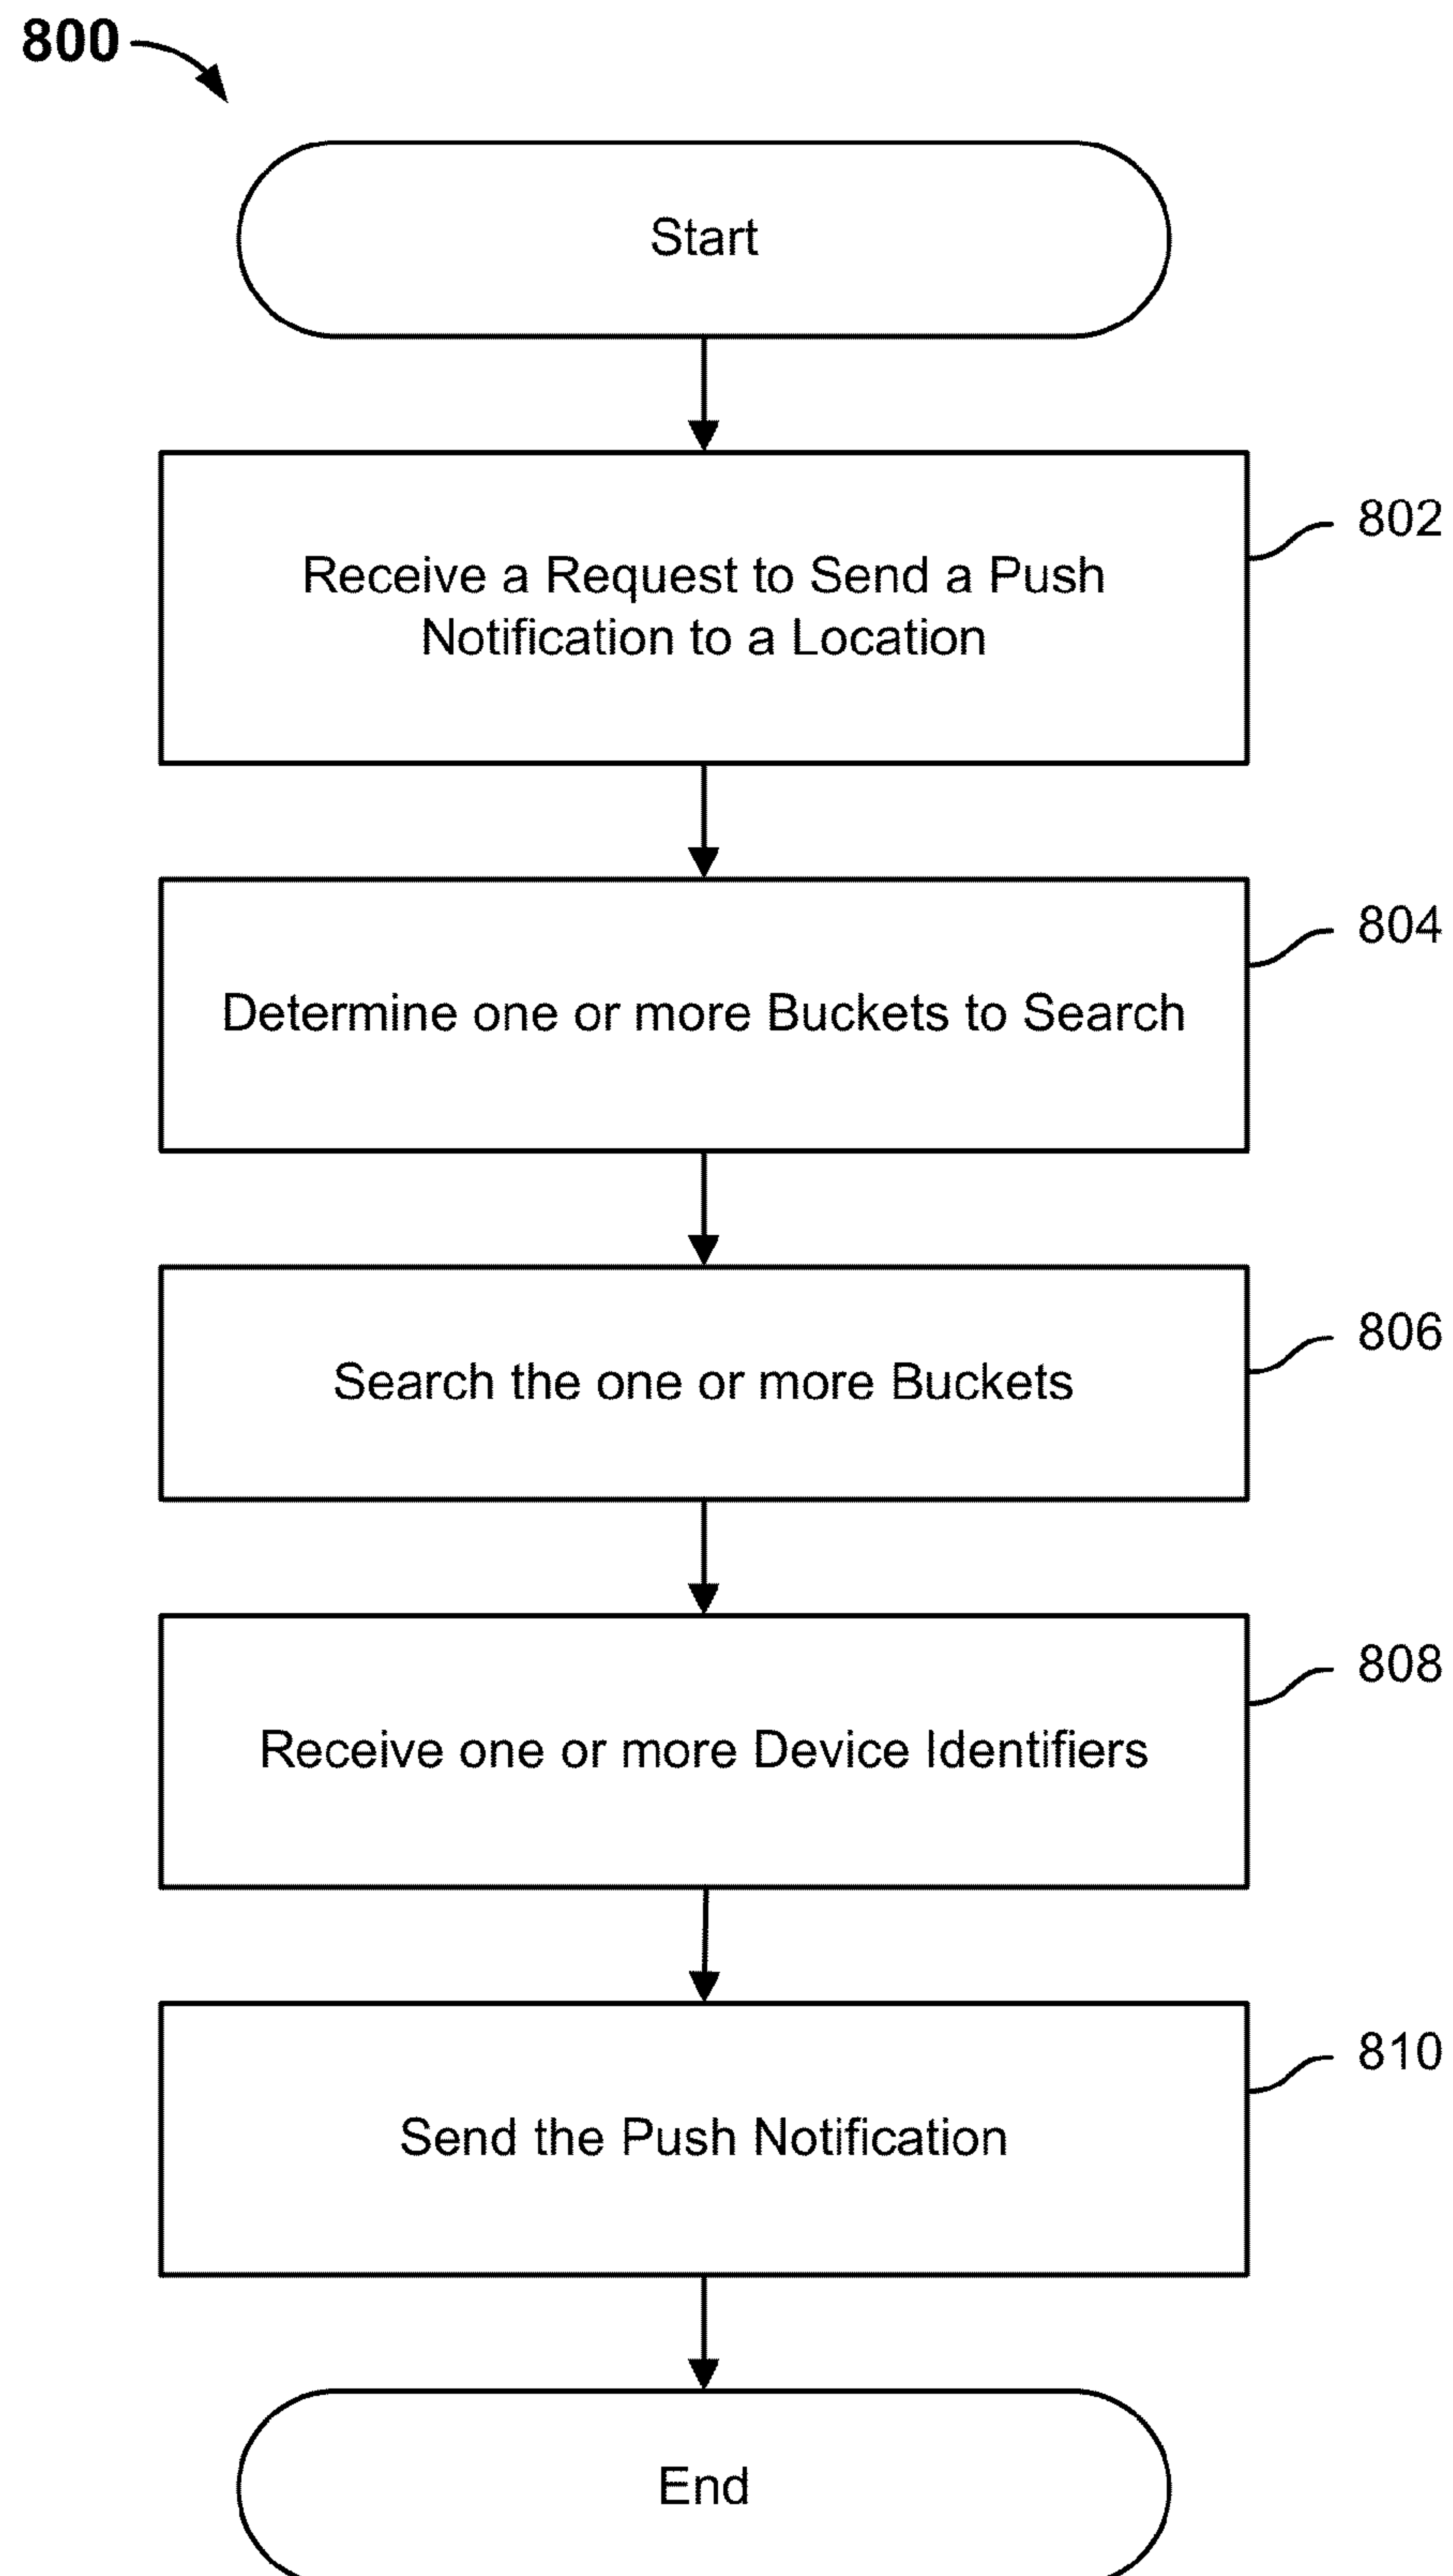 800
Start
Receive a Request to Send a Push
Notification to a Location
802
Determine one or more Buckets to Search
804
Search the one or more Buckets
806
Receive one or more Device Identifiers
808
Send the Push Notification
810
End